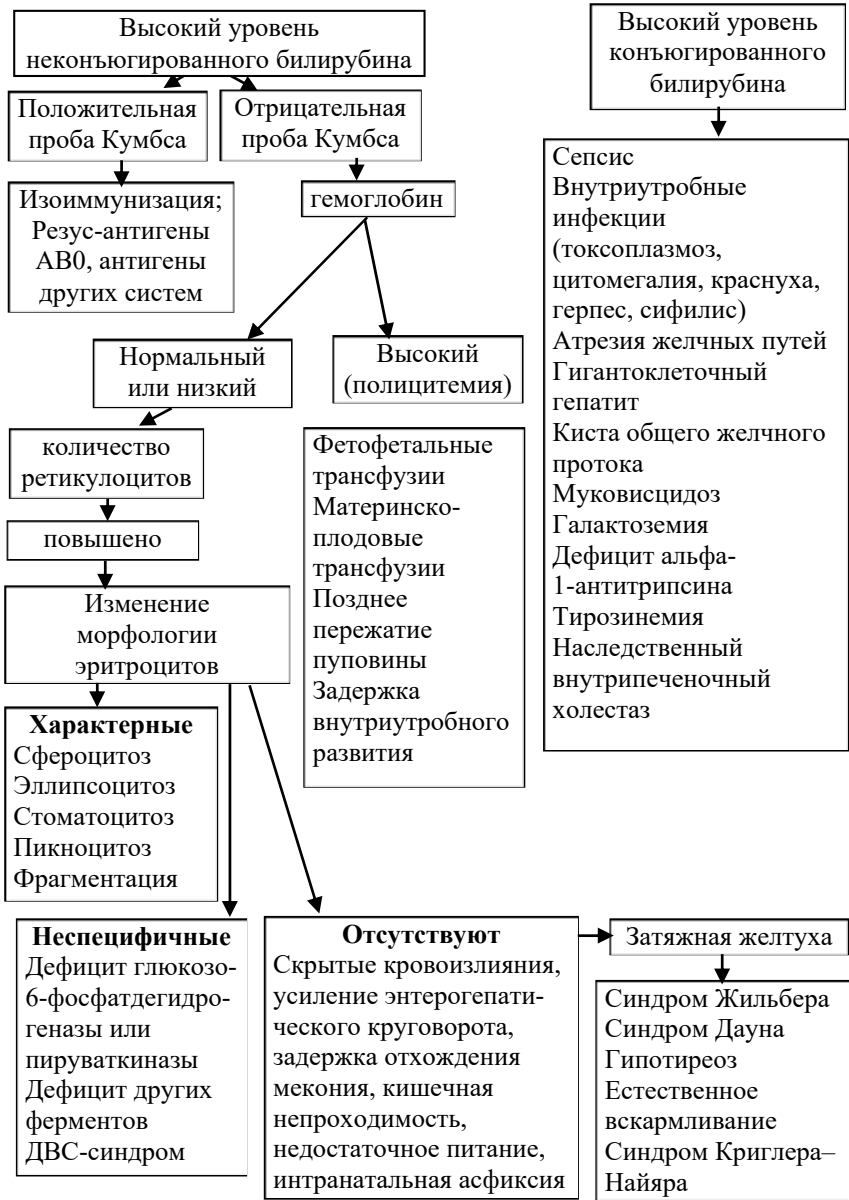 Высокий уровень
неконъюгированного билирубина
Высокий уровень
конъюгированного
билирубина
Положительная
проба Кумбса
Отрицательная
проба Кумбса
Изоиммунизация;
Резус-антигены
АВ0, антигены
других систем
гемоглобин
Сепсис
Внутриутробные
инфекции
(токсоплазмоз,
цитомегалия, краснуха,
герпес, сифилис)
Атрезия желчных путей
Гигантоклеточный
гепатит
Киста общего желчного
протока
Муковисцидоз
Галактоземия
Дефицит альфа-
1-антитрипсина
Тирозинемия
Наследственный
внутрипеченочный
холестаз
Нормальный
или низкий
Высокий
(полицитемия)
количество
ретикулоцитов
повышено
Изменение
морфологии
эритроцитов
Фетофетальные
трансфузии
Материнско-
плодовые
трансфузии
Позднее
пережатие
пуповины
Задержка
внутриутробного
развития
Характерные
Сфероцитоз
Эллипсоцитоз
Стоматоцитоз
Пикноцитоз
Фрагментация
Неспецифичные
Дефицит глюкозо-
6-фосфатдегидро-
геназы или
пируваткиназы
Дефицит других
ферментов
ДВС-синдром
Отсутствуют
Скрытые кровоизлияния,
усиление энтерогепати-
ческого круговорота,
задержка отхождения
мекония, кишечная
непроходимость,
недостаточное питание,
интранатальная асфиксия
Затяжная желтуха
Синдром Жильбера
Синдром Дауна
Гипотиреоз
Естественное
вскармливание
Синдром Криглера–
Найяра